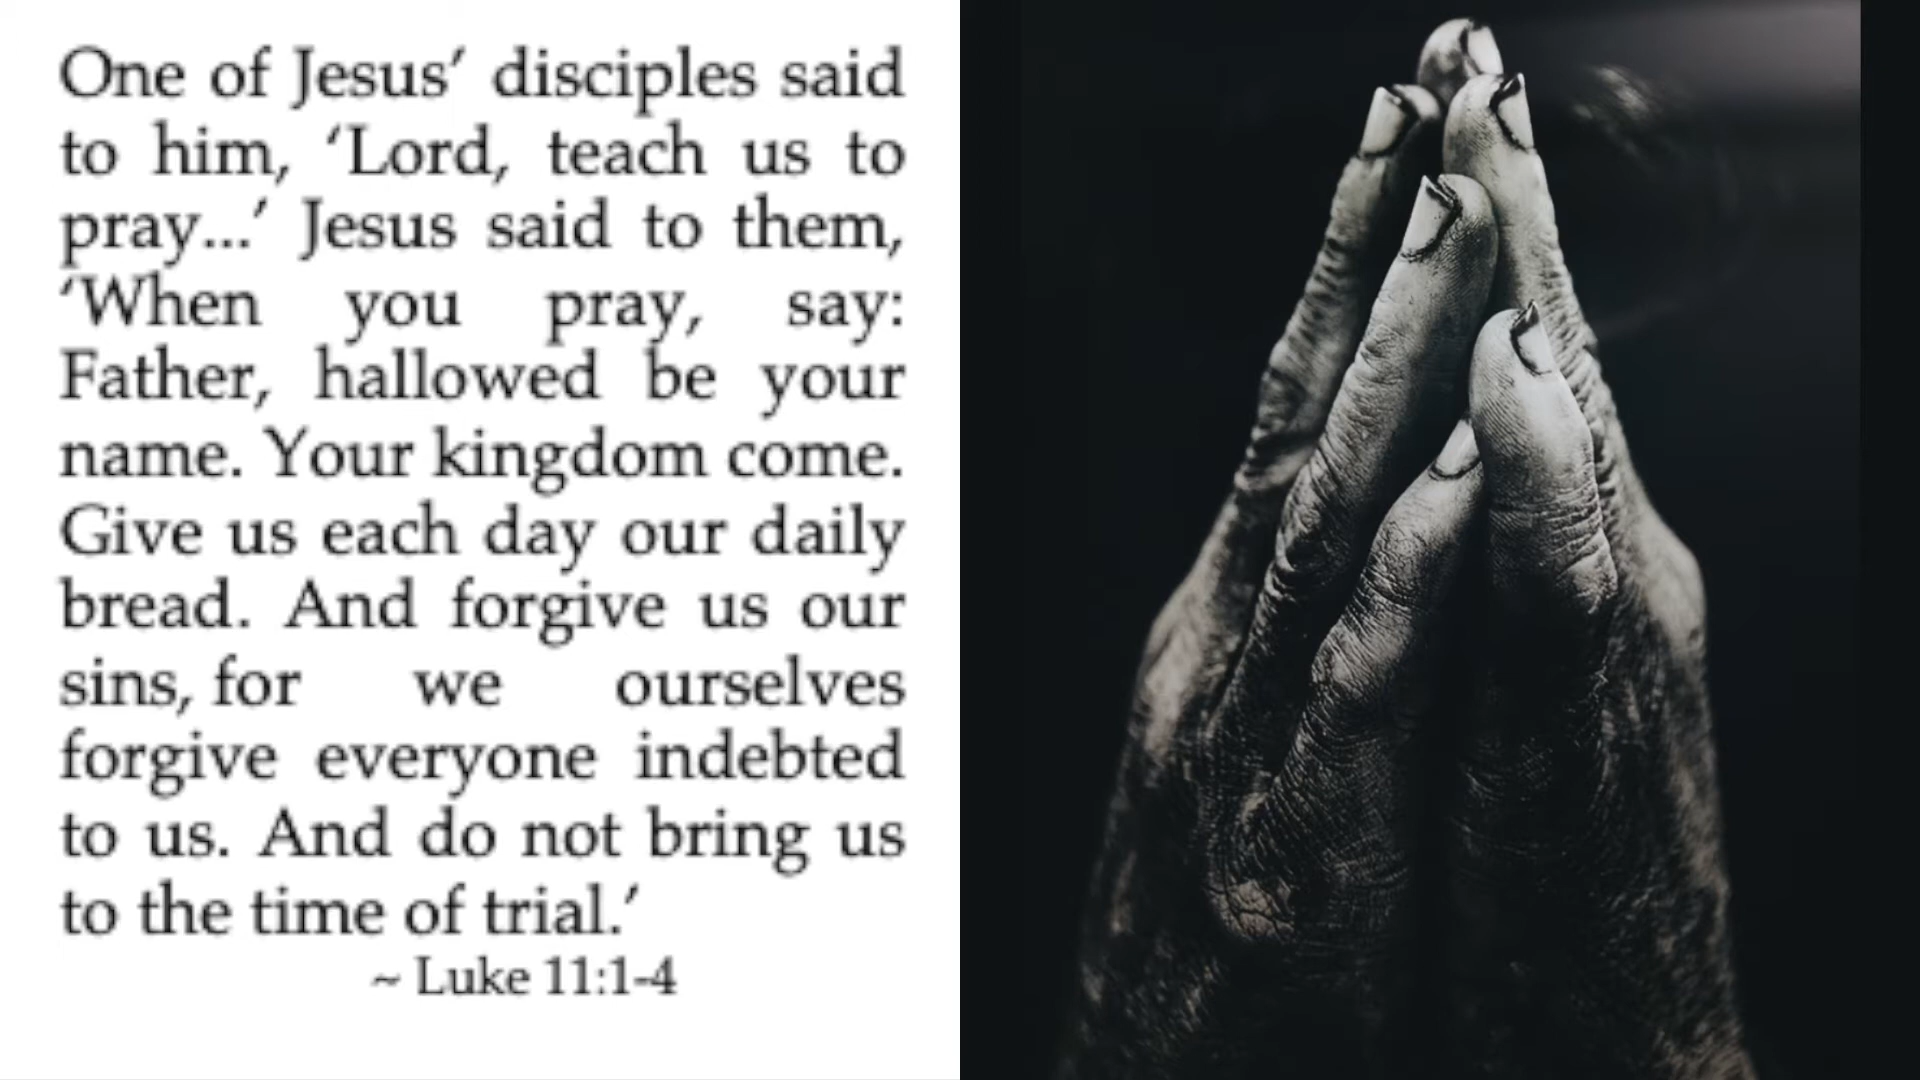 One of Jesus’ disciples said
to him, ‘Lord, teach us to
pray...’ Jesus said to them,
‘When you pray, say:
Father, hallowed be your
name. Your kingdom come.
Give us each day our daily
bread. And forgive us our
sins, for we ourselves
forgive everyone indebted
to us. And do not bring us
to the time of trial.’
~ Luke 11:1-4